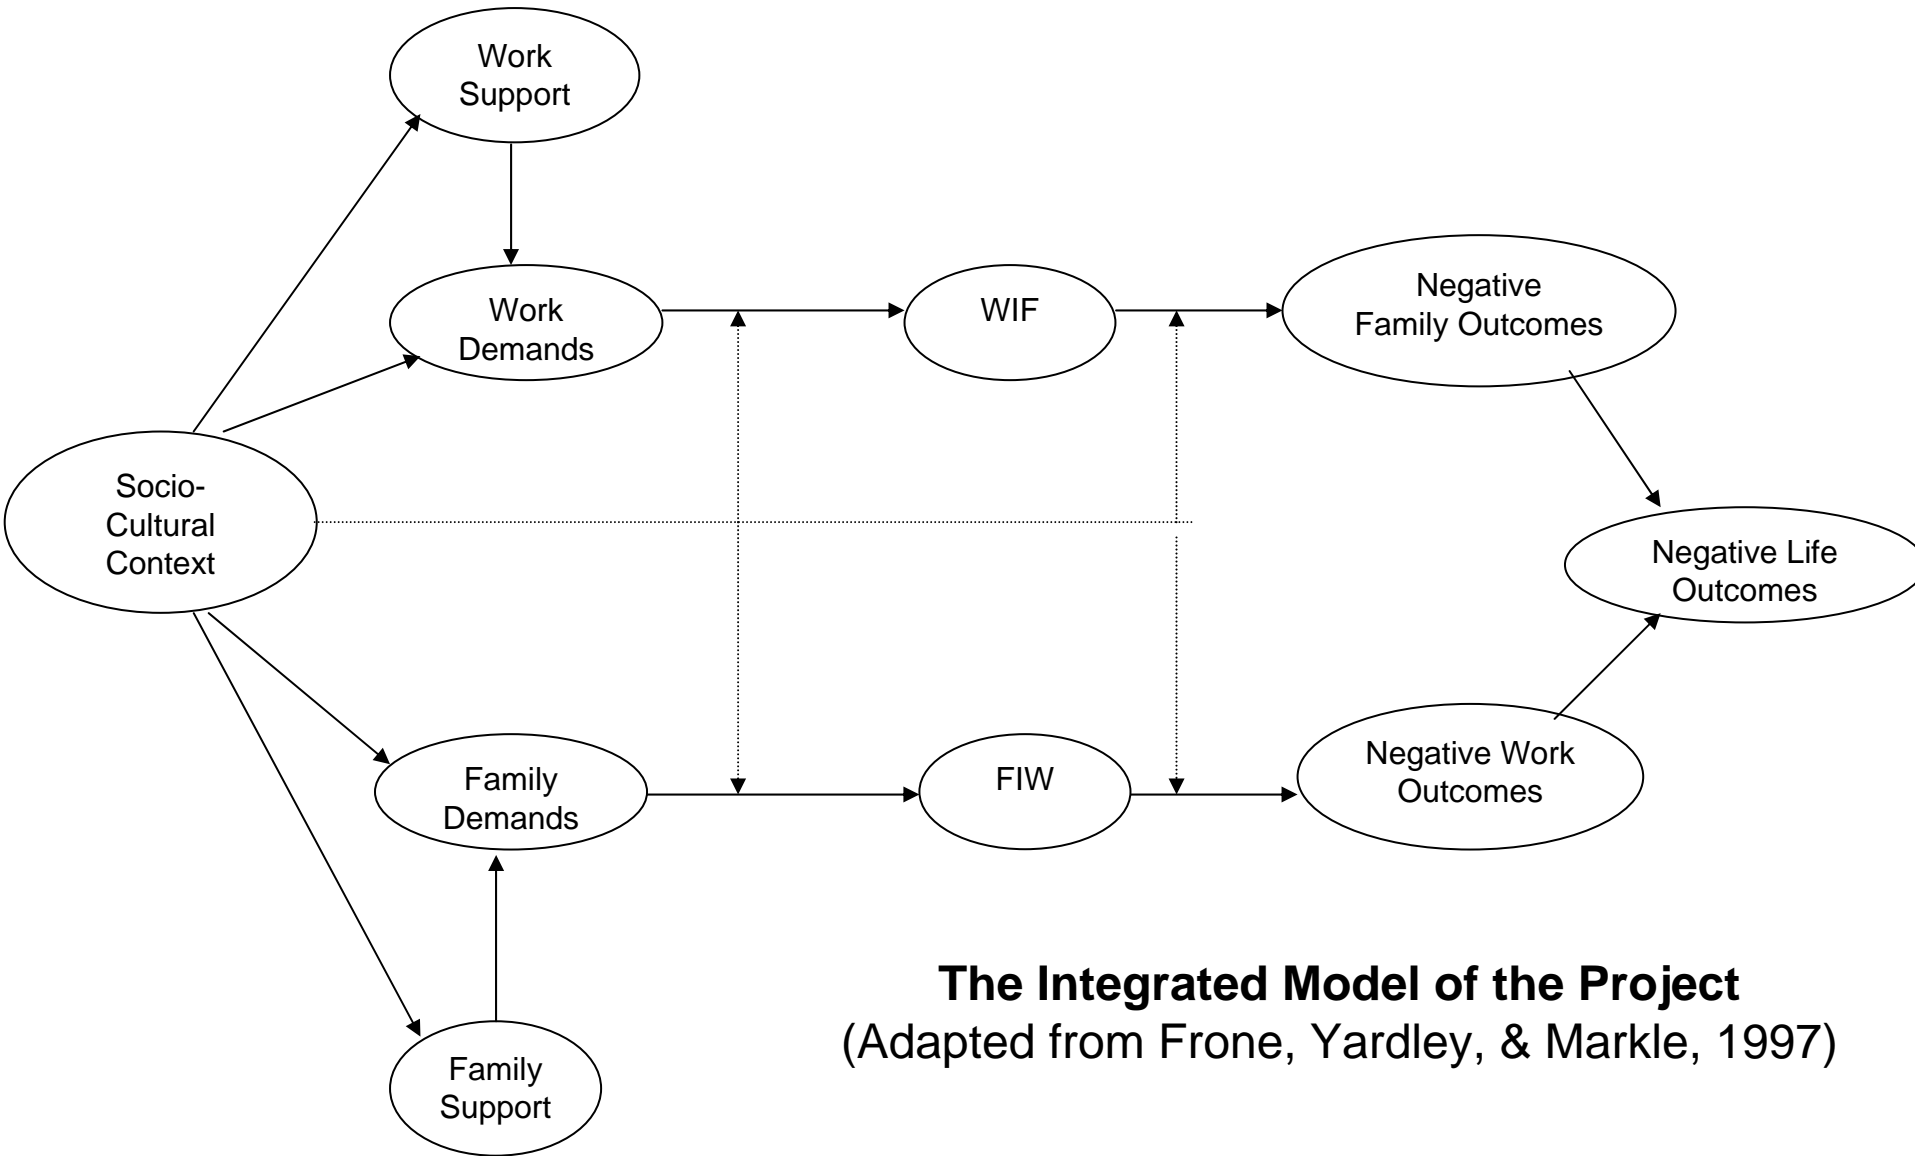 Work
Support
Work
Demands
WIF
Negative
Family Outcomes
Socio-
Cultural
Context
Negative Life
Outcomes
Family
Demands
FIW
Negative Work
Outcomes
Family
Support
The Integrated Model of the Project
(Adapted from Frone, Yardley, & Markle, 1997)